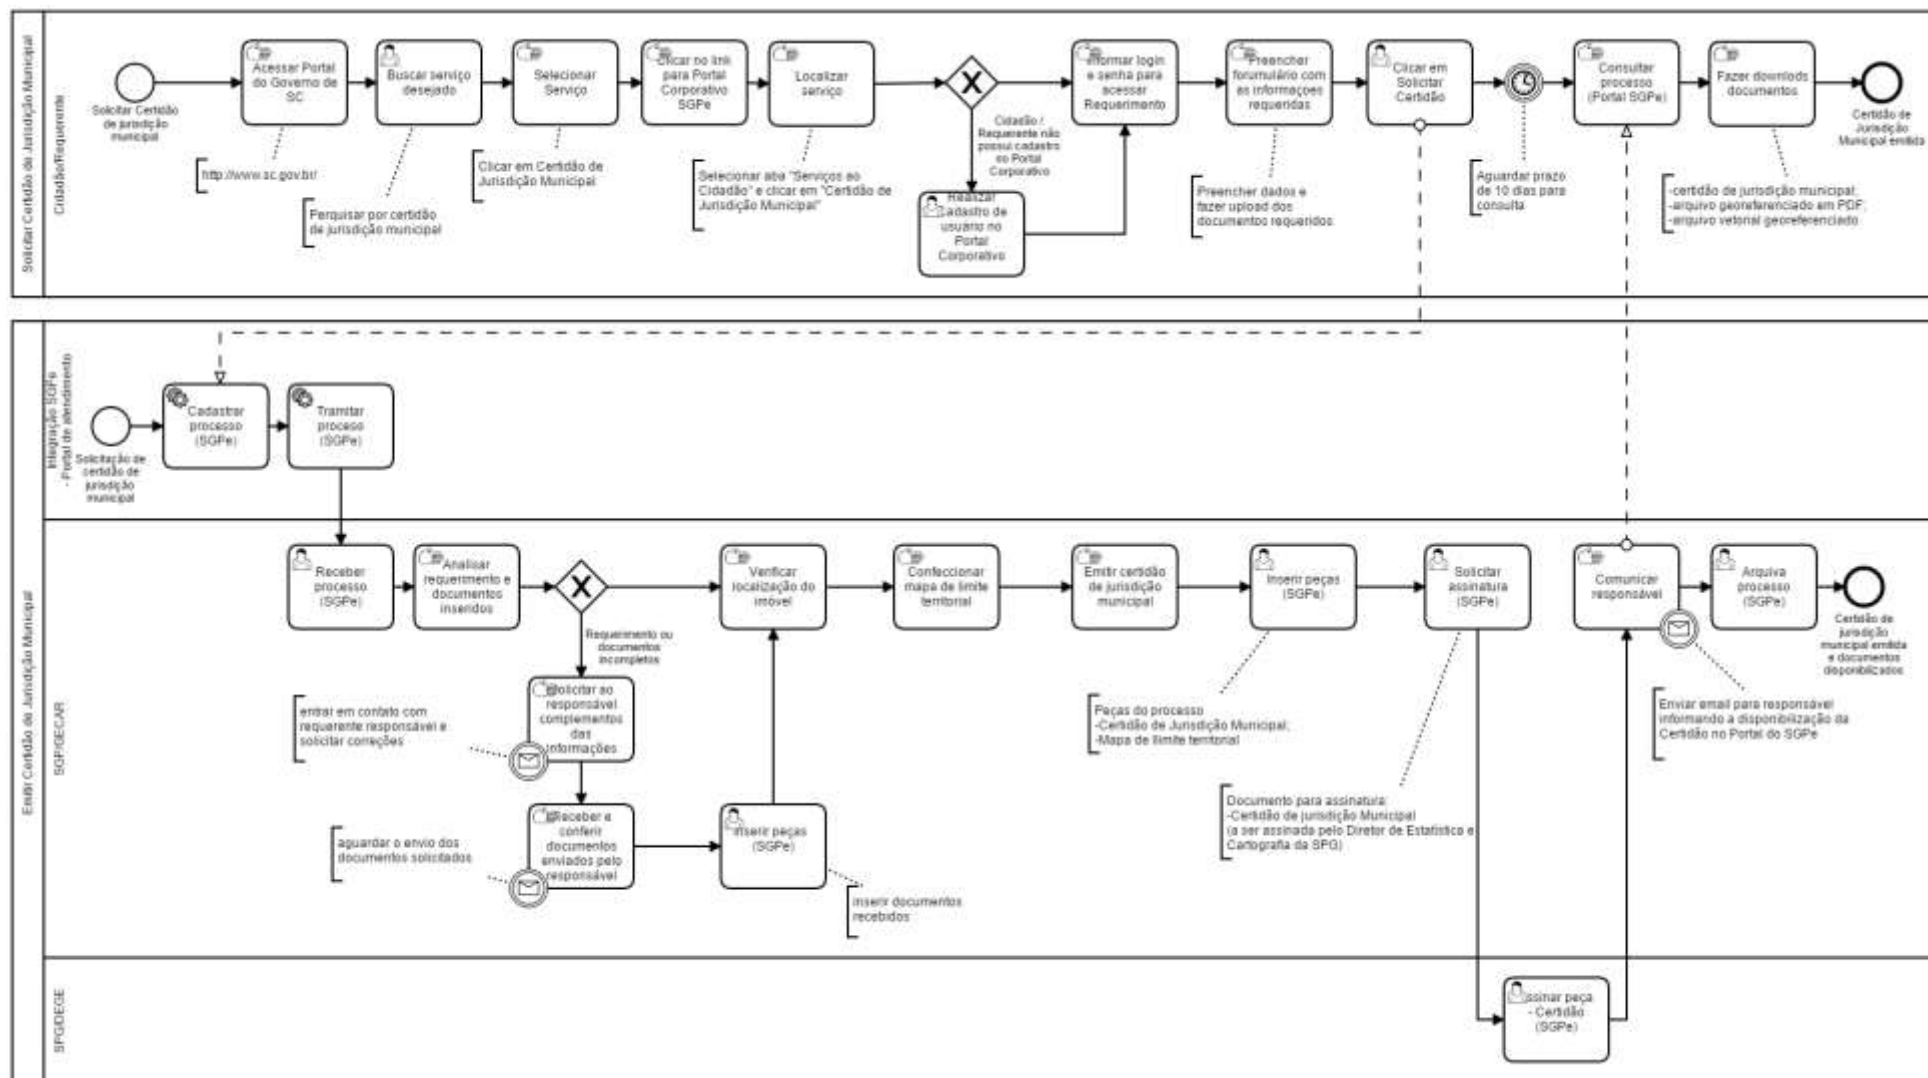 Solicitar Certidão de Jurisdição Municipal
Cidadão/Requerente
Solicitar Certidão
de jurisdição
municipal
Acessar Portal
do Governo de
SC
Buscar serviço
desejado
Selecionar
Serviço
Clicar no link
para Portal
Corporativo
SGPe
Localizar
serviço
Cidadão /
Requerente não
possui cadastro
no Portal
Corporativo
Realizar
cadastro de
usuário no
Portal
Corporativo
Informar login
e senha para
acessar
Requerimento
Preencher
forumulário com
as informaçoes
requeridas
Clicar em
Solicitar
Certidão
Consultar
processo
(Portal SGPe)
Fazer downlods
documentos
Certidão de
Jurisdição
Municipal emitida
http://www.sc.gov.br/
Perquisar por certidão
de jurisdição municipal
Clicar em Certidão de
Jurisdição Municipal
Selecionar aba "Serviços ao
Cidadão" e clicar em "Certidão de
Jurisdição Municipal"
Preencher dados e
fazer upload dos
documentos requeridos
Aguardar prazo
de 10 dias para
consulta
-certidão de jurisdição municipal;
-arquivo georeferenciado em PDF;
-arquivo vetorial georeferenciado
Emitir Certidão de Jurisdição Municipal
Integração SGPe
- Portal de atendimento
Solicitação de
certidão de
jurisdição
municipal
Cadastrar
processo
(SGPe)
Tramitar
proceso
(SGPe)
SGP/GECAR
Receber
processo
(SGPe)
Analisar
requerimento e
documentos
inseridos
Requerimento ou
documentos
incompletos
Solicitar ao
responsável
complementos
das
informações
entrar em contato com
requerente responsável e
solicitar correções
Receber e
conferir
documentos
enviados pelo
responsável
aguardar o envio dos
documentos solicitados
Inserir peças
(SGPe)
inserir documentos
recebidos
Verificar
localização do
imóvel
Confeccionar
mapa de limite
territorial
Emitir certidão
de jurisdição
municipal
Inserir peças
(SGPe)
Peças do processo
-Certidão de Jurisdição Municipal;
-Mapa de llimite territorial
Solicitar
assinatura
(SGPe)
Documento para assinatura:
-Certidão de jurisdição Municipal
(a ser assinada pelo Diretor de Estatística e
Cartografia da SPG)
Comunicar
responsável
Arquiva
processo
(SGPe)
Certidão de
jurisdição
municipal emitida
e documentos
disponibilizados
Enviar email para responsável
informando a disponibilização da
Certidão no Portal do SGPe
SPG/DEGE
Assinar peça
- Certidão
(SGPe)